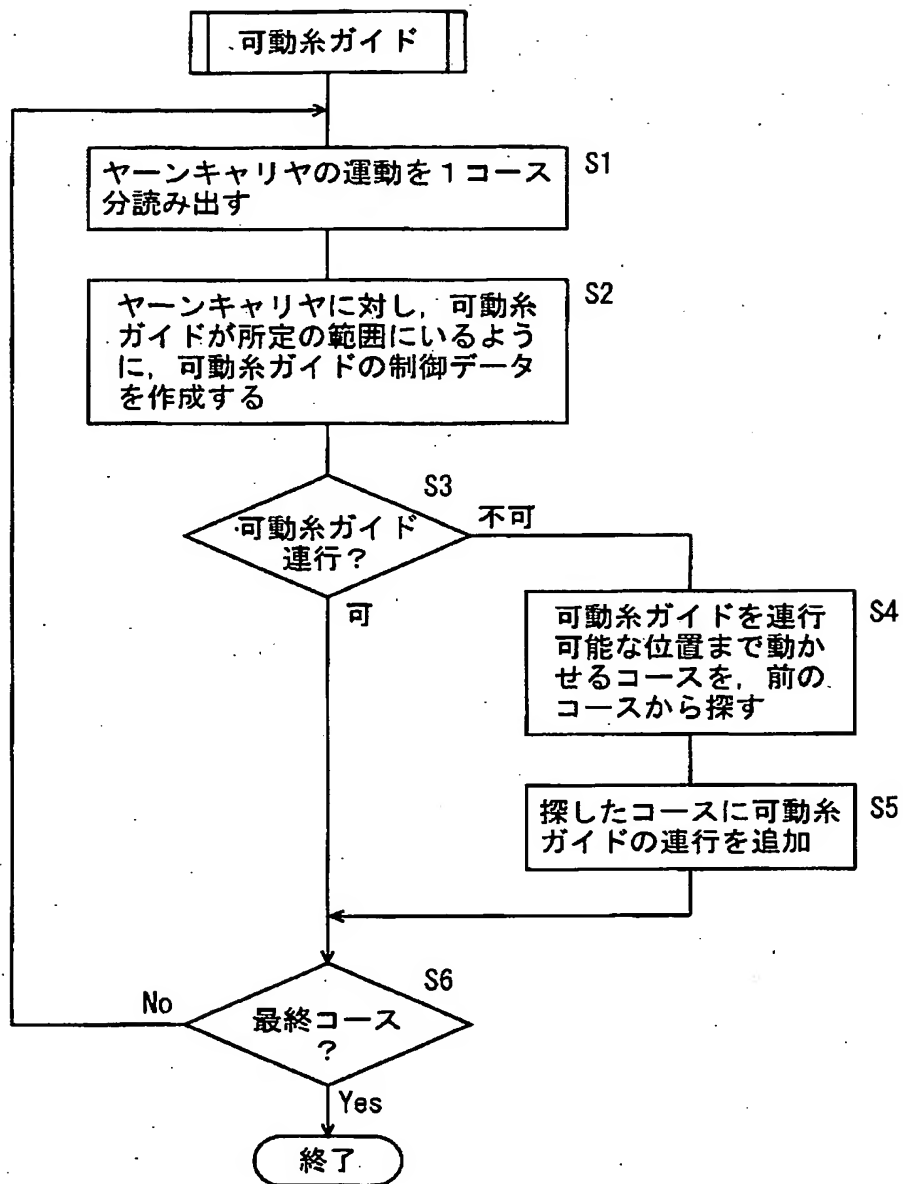 可動糸ガイド
ヤーンキャリヤの運動を1コース
分読み出す
S1
ヤーンキャリヤに対し,可動糸
ガイドが所定の範囲にいるよう
に,可動糸ガイドの制御データ
を作成する
S2
S3
可動糸ガイド
連行?
不可
可
可動糸ガイドを連行
可能な位置まで動か
せるコースを,前の
コースから探す
S4
探したコースに可動糸
ガイドの連行を追加
S5
S6
No
最終コース
?
Yes
終了